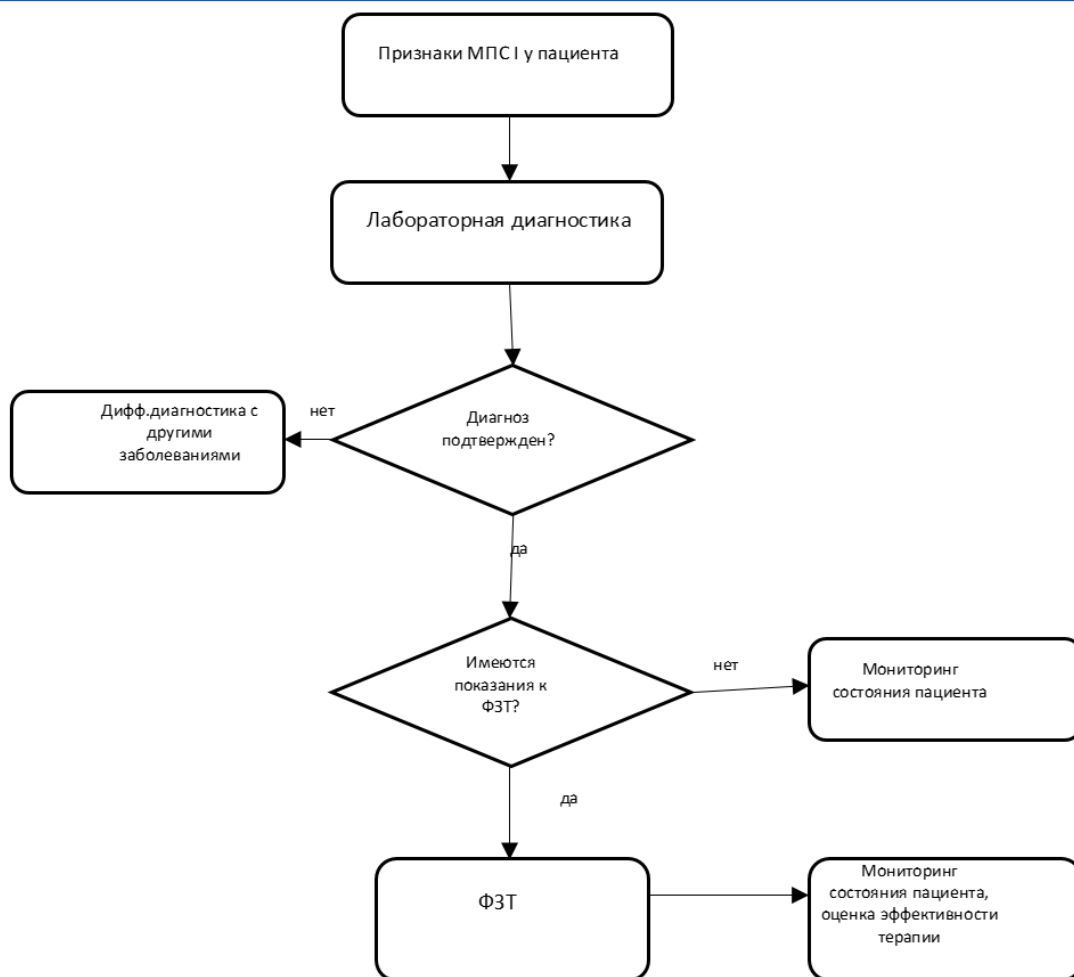 Признаки МПС I у пациента
Лабораторная диагностика
Диагноз
подтвержден?
нет
Дифф.диагностика с
другими
заболеваниями
да
Имеются
показания к
ФЗТ?
нет
Мониторинг
состояния пациента
да
ФЗТ
Мониторинг
состояния пациента,
оценка эффективности
терапии